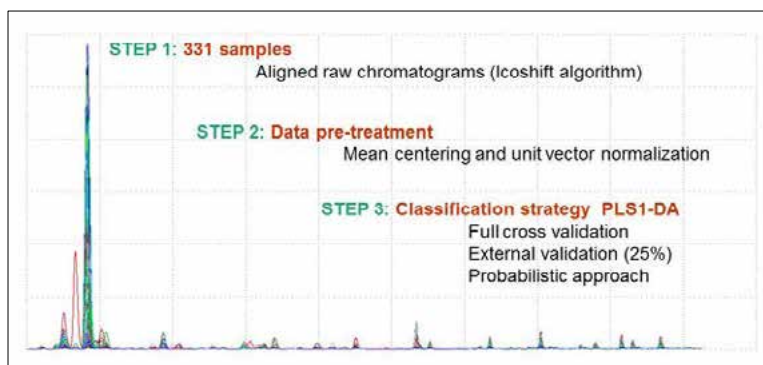 STEP 1: 331 samples
Aligned raw chromatograms (Icoshift algorithm)
STEP 2: Data pre-treatment
Mean centering and unit vector normalization
STEP 3: Classification strategy PLS1-DA
Full cross validation
External validation (25%)
Probabilistic approach